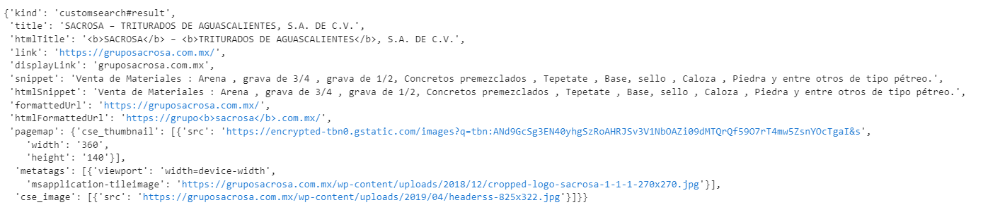 {'kind': 'customsearch#result',
'title': 'SACROSA – TRITURADOS DE AGUASCALIENTES, S.A. DE C.V.',
'htmlTitle': '<b>SACROSA</b> – <b>TRITURADOS DE AGUASCALIENTES</b>, S.A. DE C.V.',
'link': 'https://gruposacrosa.com.mx/',
'displayLink': 'gruposacrosa.com.mx',
'snippet': 'Venta de Materiales : Arena , grava de 3/4 , grava de 1/2, Concretos premezclados , Tepetate , Base, sello , Caloza , Piedra y entre otros de tipo pétreo.',
'htmlSnippet': 'Venta de Materiales : Arena , grava de 3/4 , grava de 1/2, Concretos premezclados , Tepetate , Base, sello , Caloza , Piedra y entre otros de tipo pétreo.',
'formattedUrl': 'https://gruposacrosa.com.mx/',
'htmlFormattedUrl': 'https://grupo<b>sacrosa</b>.com.mx/',
'pagemap': {'cse_thumbnail': [{'src': 'https://encrypted-tbn0.gstatic.com/images?q=tbn:ANd9GcSg3EN40yhgSzRoAHRJSv3V1NbOAZi09dMTQrQf59O7rT4mw5ZsnYOcTgaI&s',
'width': '360',
'height': '140'}],
'metatags': [{'viewport': 'width=device-width',
'msapplication-tileimage': 'https://gruposacrosa.com.mx/wp-content/uploads/2018/12/cropped-logo-sacrosa-1-1-1-270x270.jpg'}],
'cse_image': [{'src': 'https://gruposacrosa.com.mx/wp-content/uploads/2019/04/headerss-825x322.jpg'}]}}